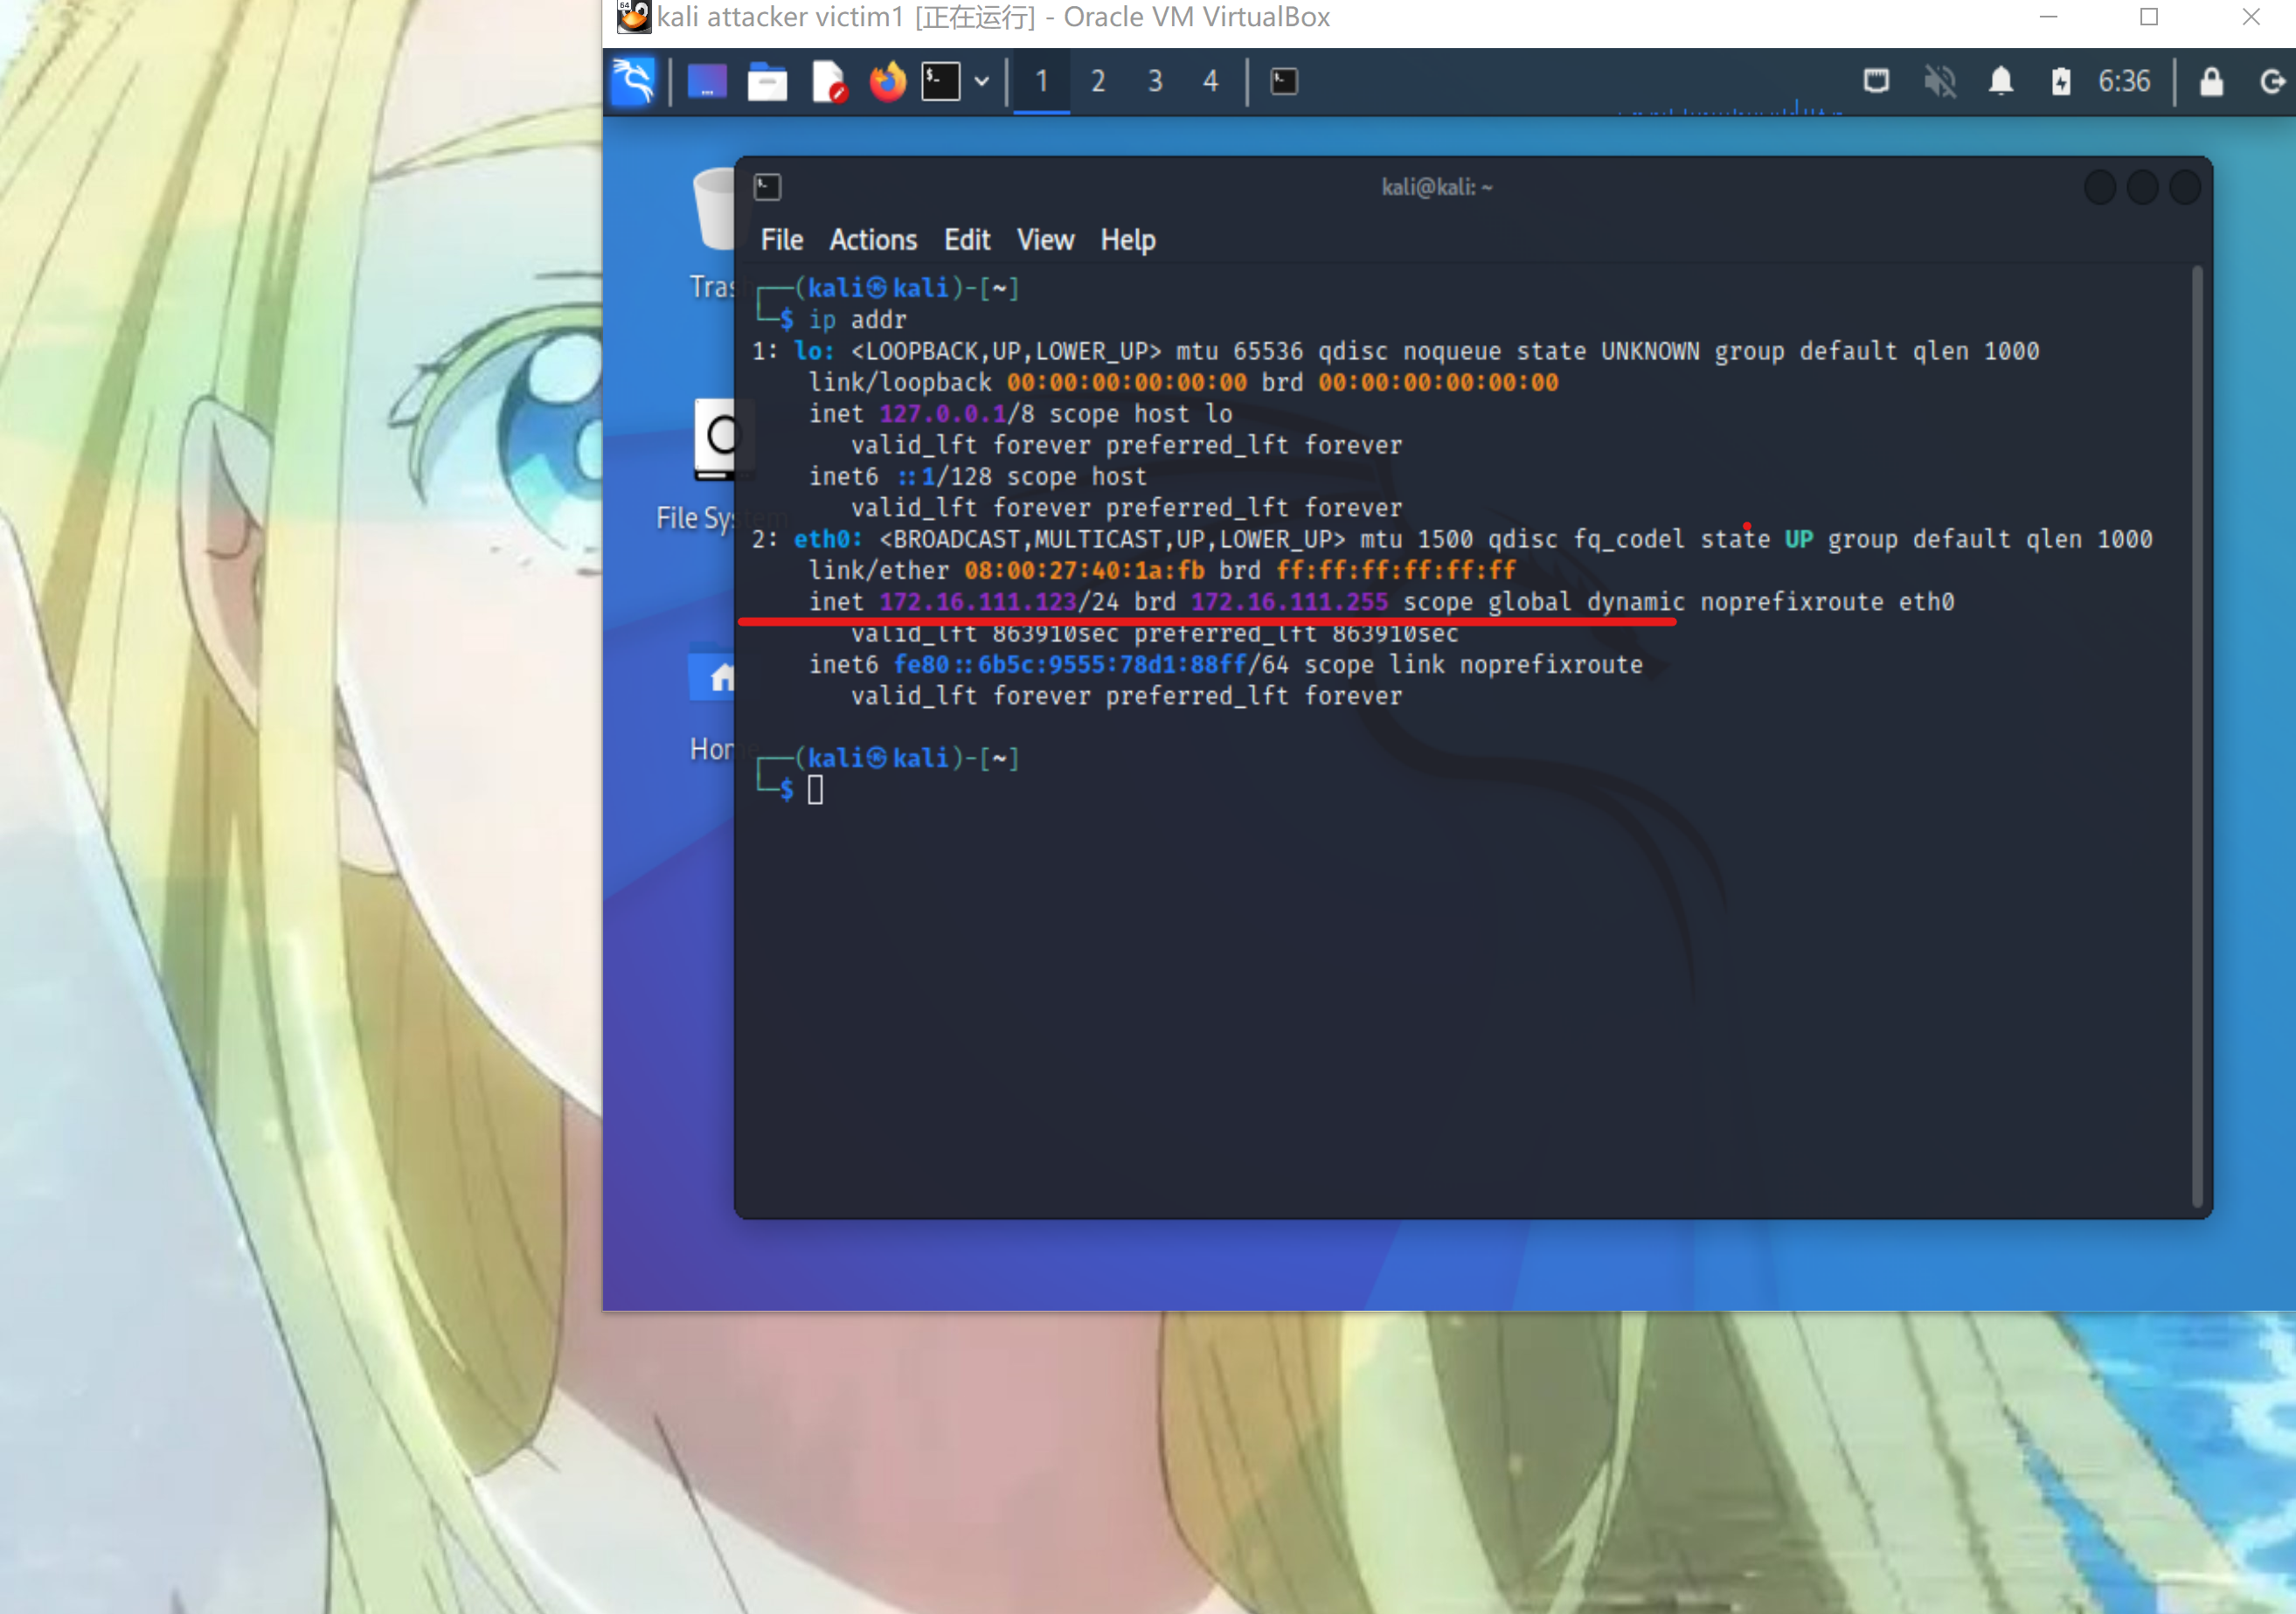 kali attacker victim1 [正在运行] - Oracle VM VirtualBox
1 2 3 4 6:36
kali@kali: ~
File Actions Edit View Help
Trash
(kali㉿kali)-[~]
$ ip addr
1: lo: <LOOPBACK,UP,LOWER_UP> mtu 65536 qdisc noqueue state UNKNOWN group default qlen 1000
link/loopback 00:00:00:00:00:00 brd 00:00:00:00:00:00
inet 127.0.0.1/8 scope host lo
valid_lft forever preferred_lft forever
inet6 ::1/128 scope host
valid_lft forever preferred_lft forever
File System
2: eth0: <BROADCAST,MULTICAST,UP,LOWER_UP> mtu 1500 qdisc fq_codel state UP group default qlen 1000
link/ether 08:00:27:40:1a:fb brd ff:ff:ff:ff:ff:ff
inet 172.16.111.123/24 brd 172.16.111.255 scope global dynamic noprefixroute eth0
valid_lft 863910sec preferred_lft 863910sec
inet6 fe80::6b5c:9555:78d1:88ff/64 scope link noprefixroute
valid_lft forever preferred_lft forever
Home
(kali㉿kali)-[~]
$